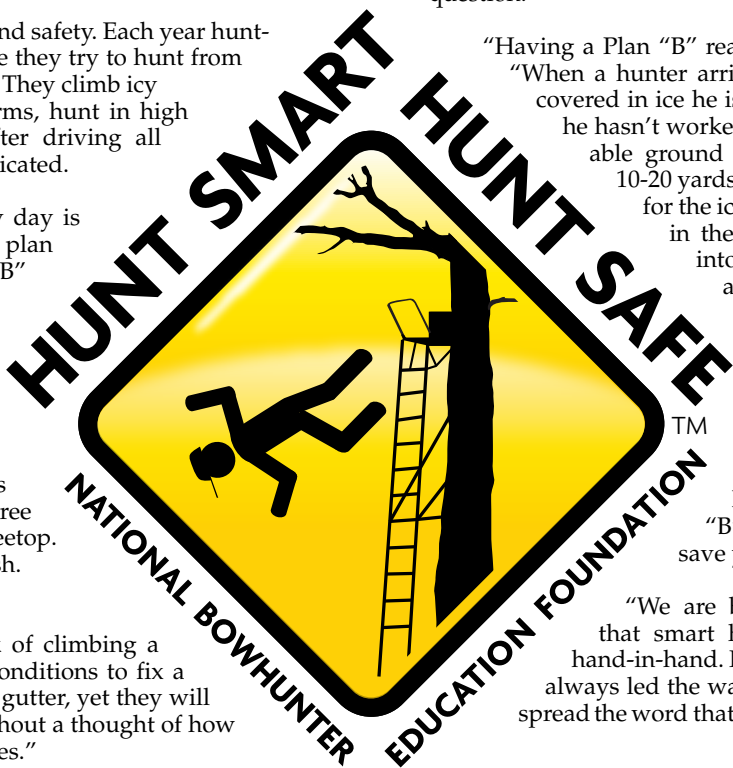 question.
nd safety. Each year hunt-
e they try to hunt from
They climb icy
rms, hunt in high
ter driving all
icated.
day is
plan
B”
s
ree
eetop.
sh.
of climbing a
onditions to fix a
gutter, yet they will
hout a thought of how
es.”
HUNT SMART
HUNT SAFE
TM
NATIONAL BOWHUNTER
EDUCATION FOUNDATION
“Having a Plan “B” rea
“When a hunter arri
covered in ice he is
he hasn’t worke
able ground
10-20 yards
for the ic
in the
into
a
“B
save
“We are
that smart
hand-in-hand.
always led the wa
spread the word that